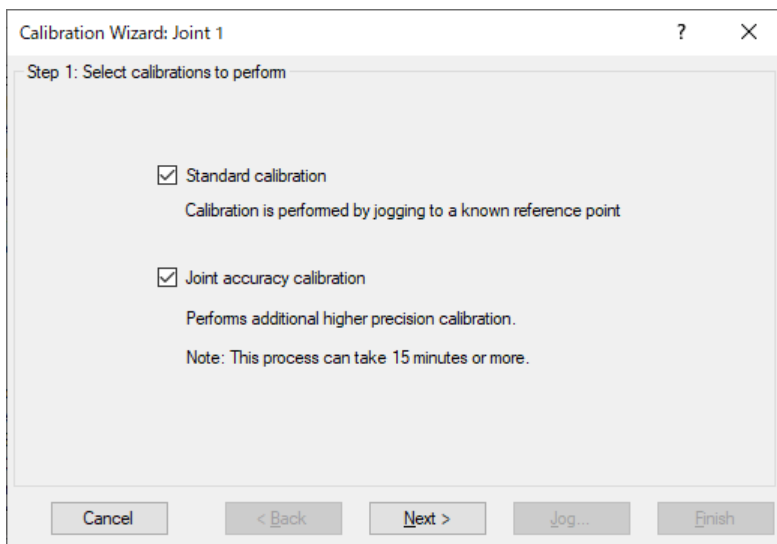 Calibration Wizard: Joint 1
?
Step 1: Select calibrations to perform
Standard calibration
Calibration is performed by jogging to a known reference point
Joint accuracy calibration
Performs additional higher precision calibration.
Note: This process can take 15 minutes or more.
Cancel
< Back
Next >
Jog...
Finish